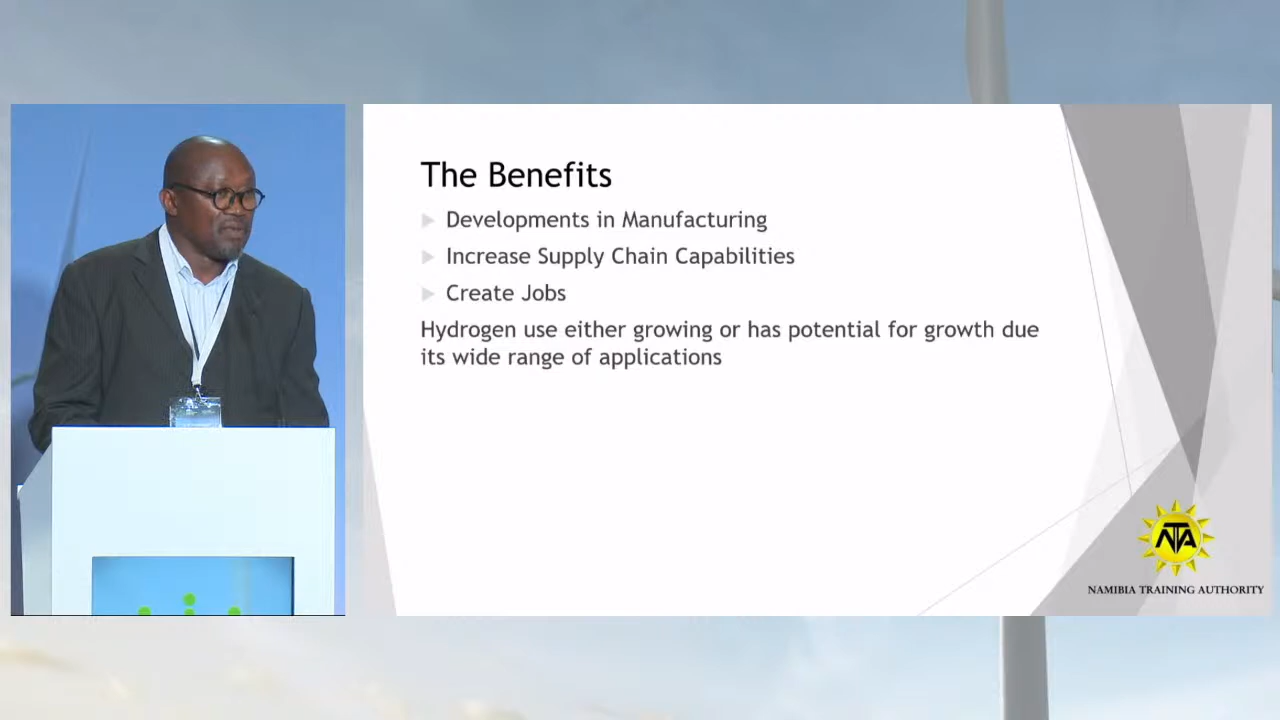 The Benefits
Developments in Manufacturing
Increase Supply Chain Capabilities
Create Jobs
Hydrogen use either growing or has potential for growth due
its wide range of applications
NTA
NAMIBIA TRAINING AUTHORITY